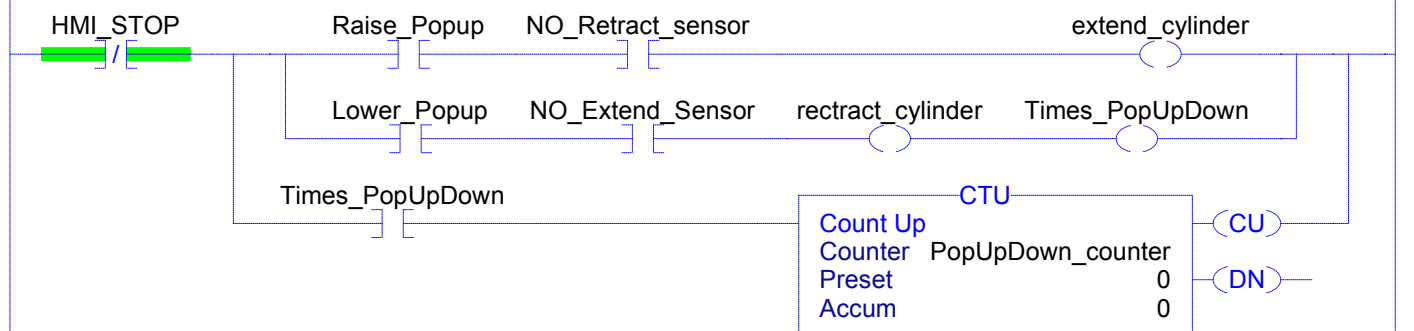 HMI_STOP Raise_Popup NO_Retract_sensor extend_cylinder
/
Lower_Popup NO_Extend_Sensor rectract_cylinder Times_PopUpDown
Times_PopUpDown CTU
Count Up CU
Counter PopUpDown_counter
Preset 0 DN
Accum 0